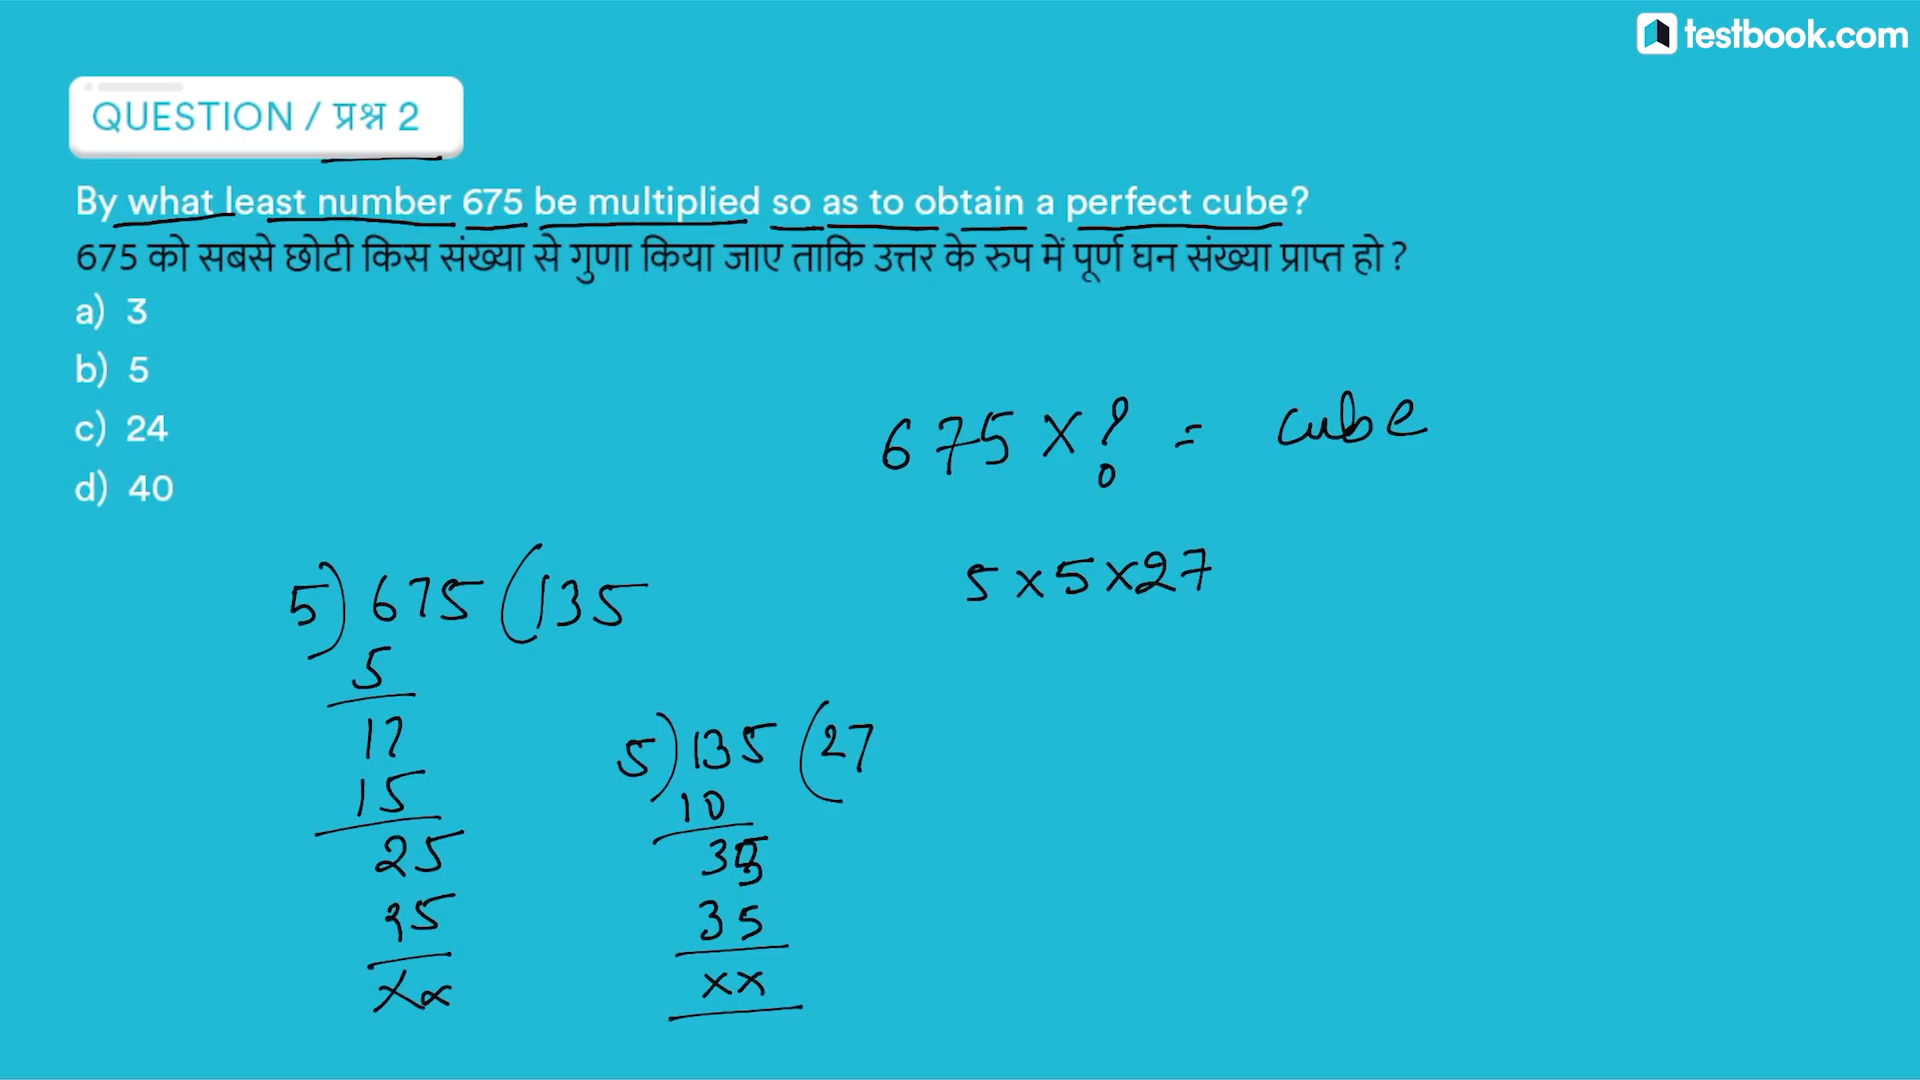 testbook.com
QUESTION / प्रश्न 2
By what least number 675 be multiplied so as to obtain a perfect cube?
675 को सबसे छोटी किस संख्या से गुणा किया जाए ताकि उत्तर के रुप में पूर्ण घन संख्या प्राप्त हो ?
a) 3
b) 5
c) 24
d) 40
675 x ? = cube
5 x 5 x 27
5) 675 (135
5
17
15
25
25
xx
5) 135 (27
10
35
35
xx